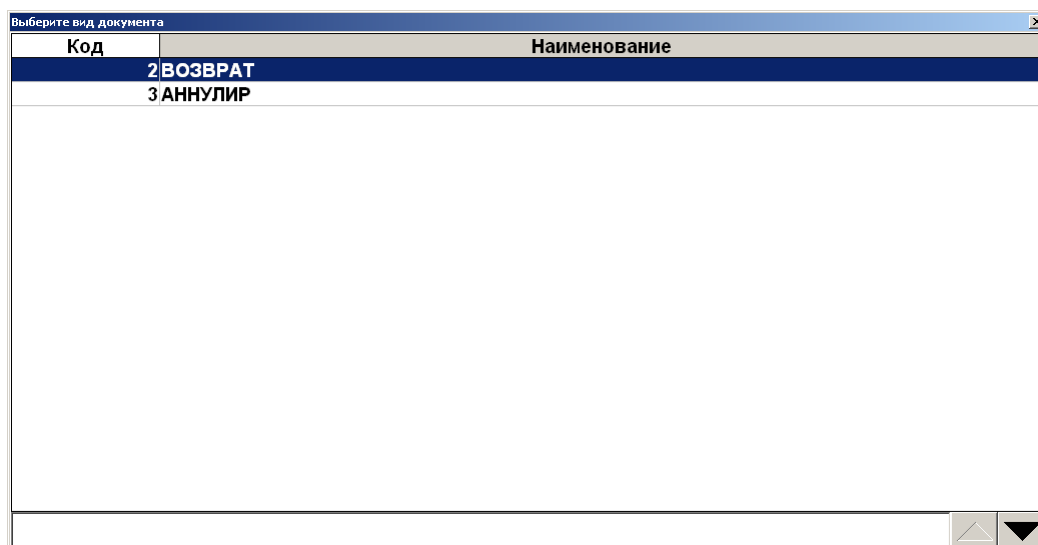 Выберите вид документа
Код Наименование
2 ВОЗВРАТ
3 АННУЛИР